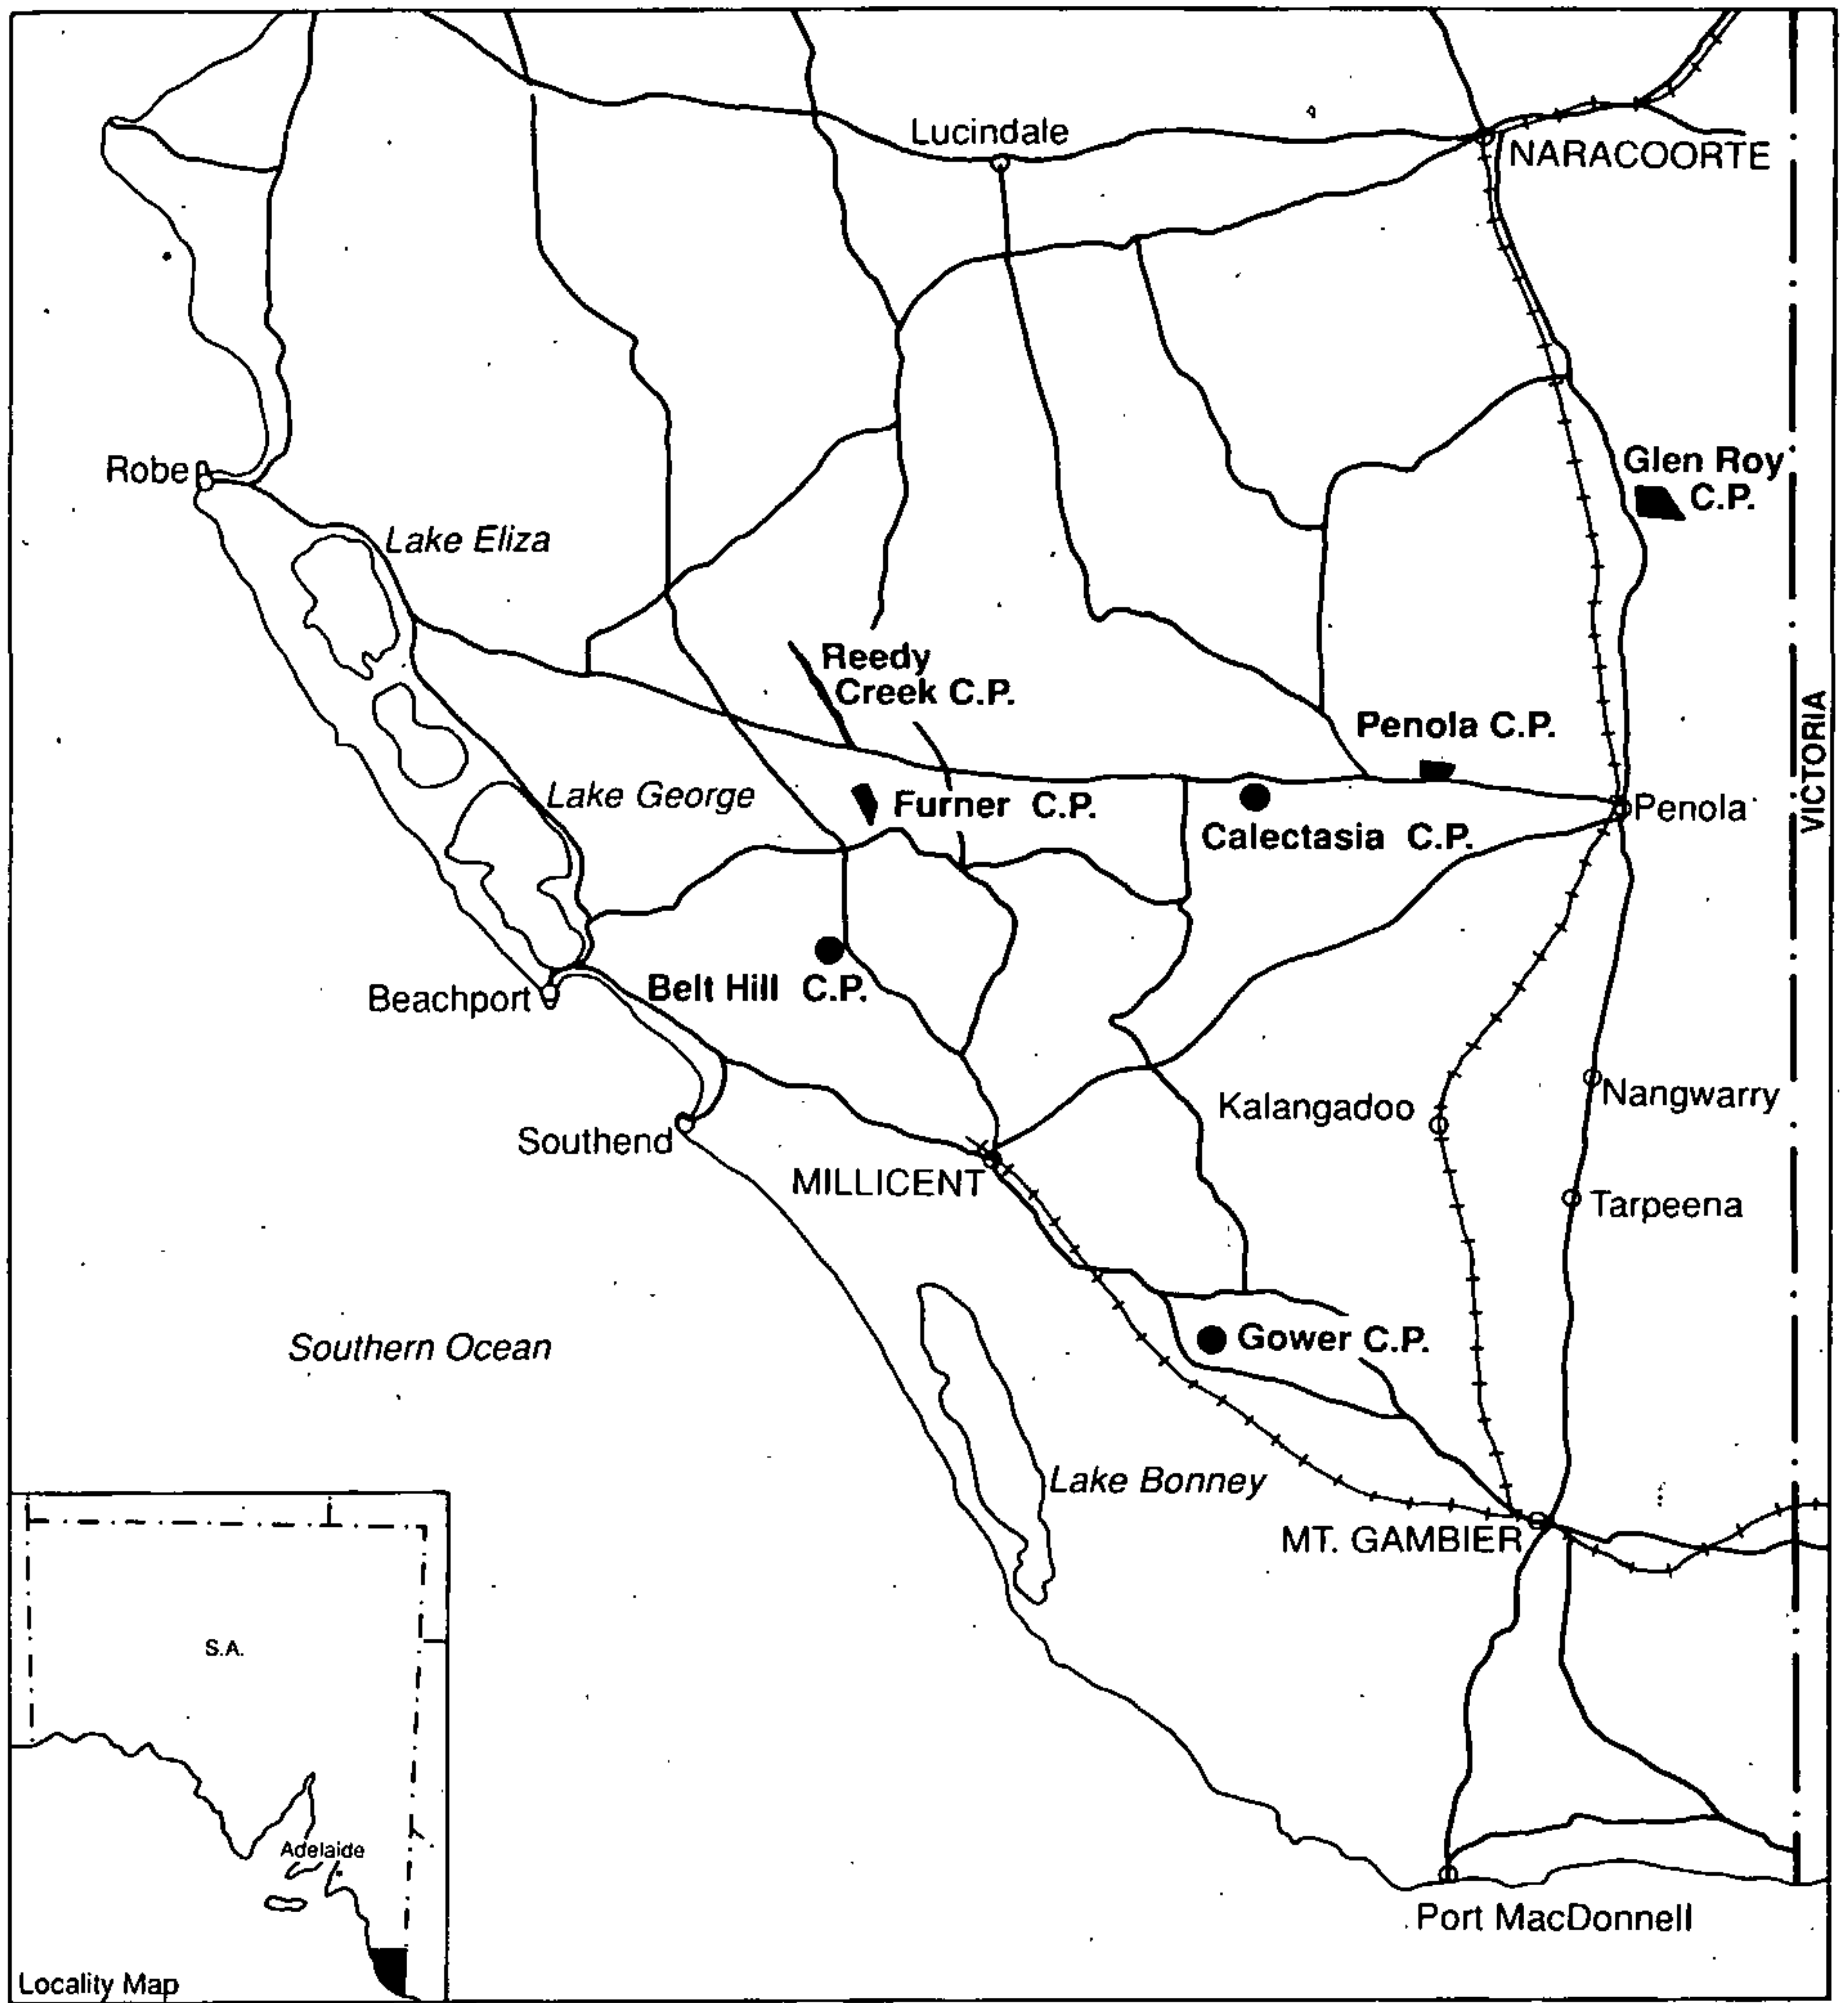 Lucindale
NARACOORTE
Robe
Glen Roy
C.P.
Lake Eliza
Reedy
Creek C.P.
Penola C.P.
VICTORIA
Lake George
Furner C.P.
Penola
Calectasia C.P.
Beachport
Belt Hill C.P.
Kalangadoo
Nangwarry
Southend
MILLICENT
Tarpeena
Southern Ocean
Gower C.P.
Lake Bonney
MT. GAMBIER
S.A.
Adelaide
Port MacDonnell
Locality Map